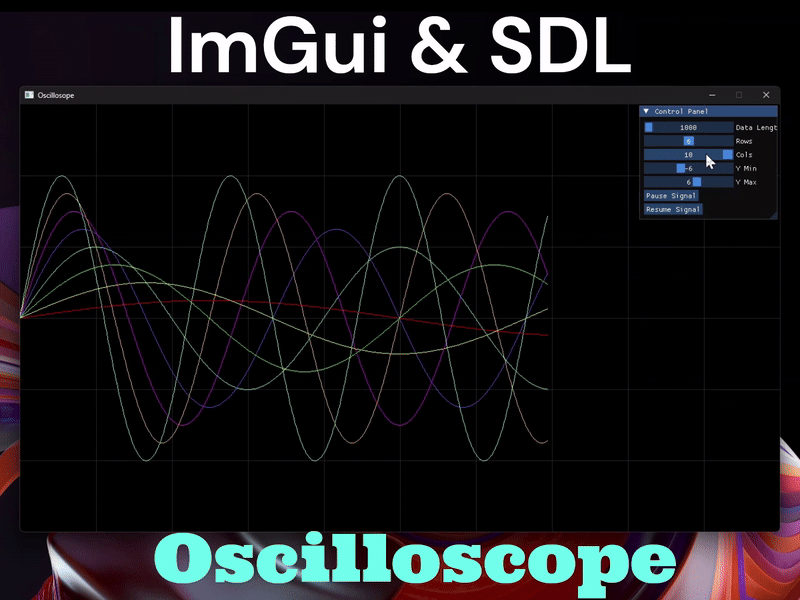 ImGui & SDL
Oscillosope
Control Panel
1000 Data Lengt
6 Rows
10 Cols
-6 Y Min
6 Y Max
Pause Signal
Resume Signal
Oscilloscope